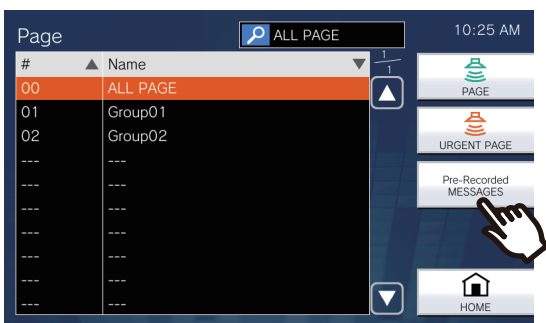 Page
ALL PAGE
10:25 AM
# Name
1/1
00 ALL PAGE
01 Group01
02 Group02
--- ---
--- ---
--- ---
--- ---
--- ---
--- ---
--- ---
PAGE
URGENT PAGE
Pre-Recorded
MESSAGES
HOME